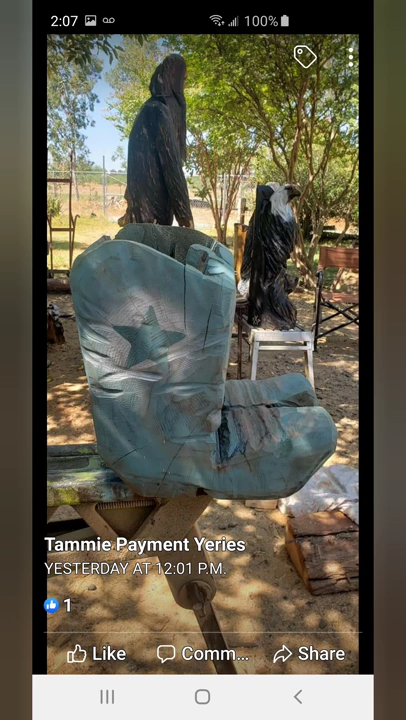 2:07 100%
Tammie Payment Yeries
YESTERDAY AT 12:01 P.M.
1
Like Comm... Share